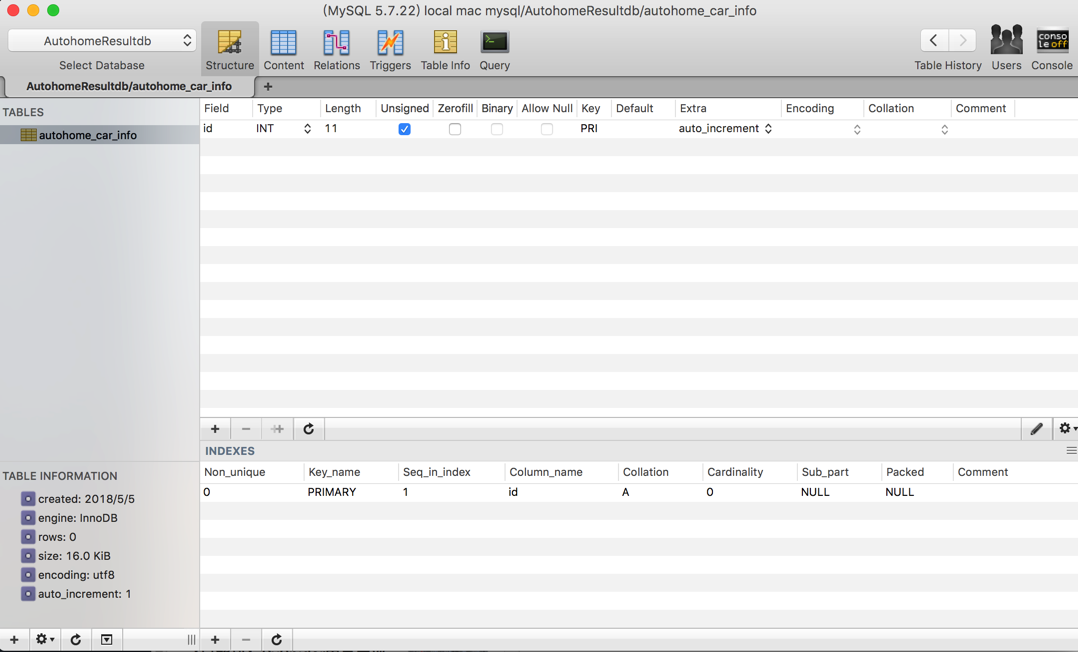 (MySQL 5.7.22) local mac mysql/AutohomeResultdb/autohome_car_info
AutohomeResultdb
Select Database
Structure Content Relations Triggers Table Info Query
Table History Users Console
conso
le off
AutohomeResultdb/autohome_car_info
TABLES
autohome_car_info
Field Type Length Unsigned Zerofill Binary Allow Null Key Default Extra Encoding Collation Comment
id INT 11 PRI auto_increment
INDEXES
Non_unique Key_name Seq_in_index Column_name Collation Cardinality Sub_part Packed Comment
0 PRIMARY 1 id A 0 NULL NULL
TABLE INFORMATION
created: 2018/5/5
engine: InnoDB
rows: 0
size: 16.0 KiB
encoding: utf8
auto_increment: 1